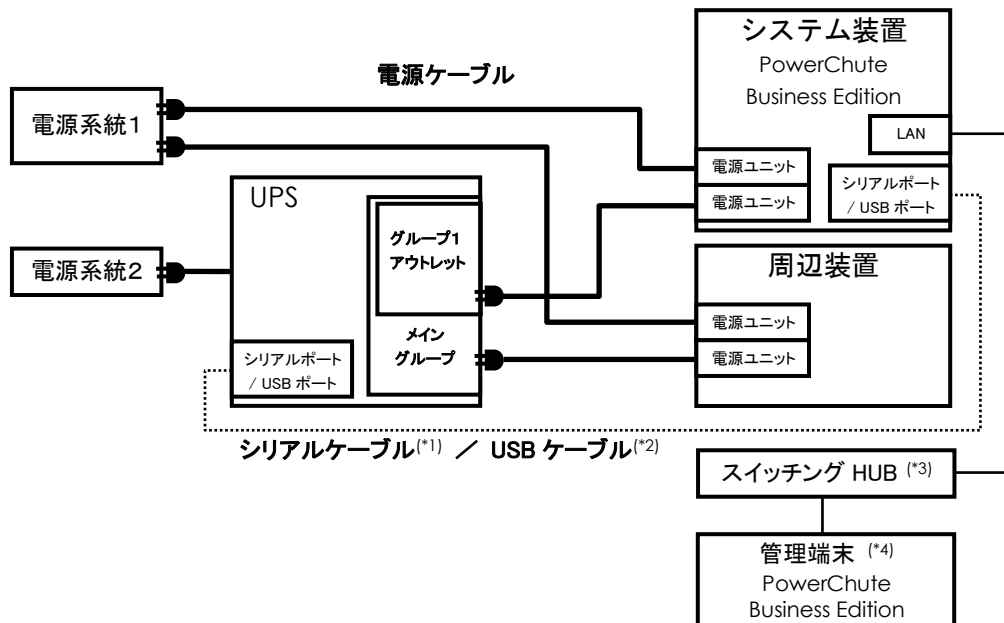 システム装置
PowerChute
Business Edition
電源ケーブル
電源系統1
LAN
電源ユニット
電源ユニット
シリアルポート
/ USB ポート
UPS
グループ1
アウトレット
電源系統2
周辺装置
メイン
グループ
電源ユニット
電源ユニット
シリアルポート
/ USB ポート
シリアルケーブル(*1) / USB ケーブル(*2)
スイッチング HUB (*3)
管理端末 (*4)
PowerChute
Business Edition